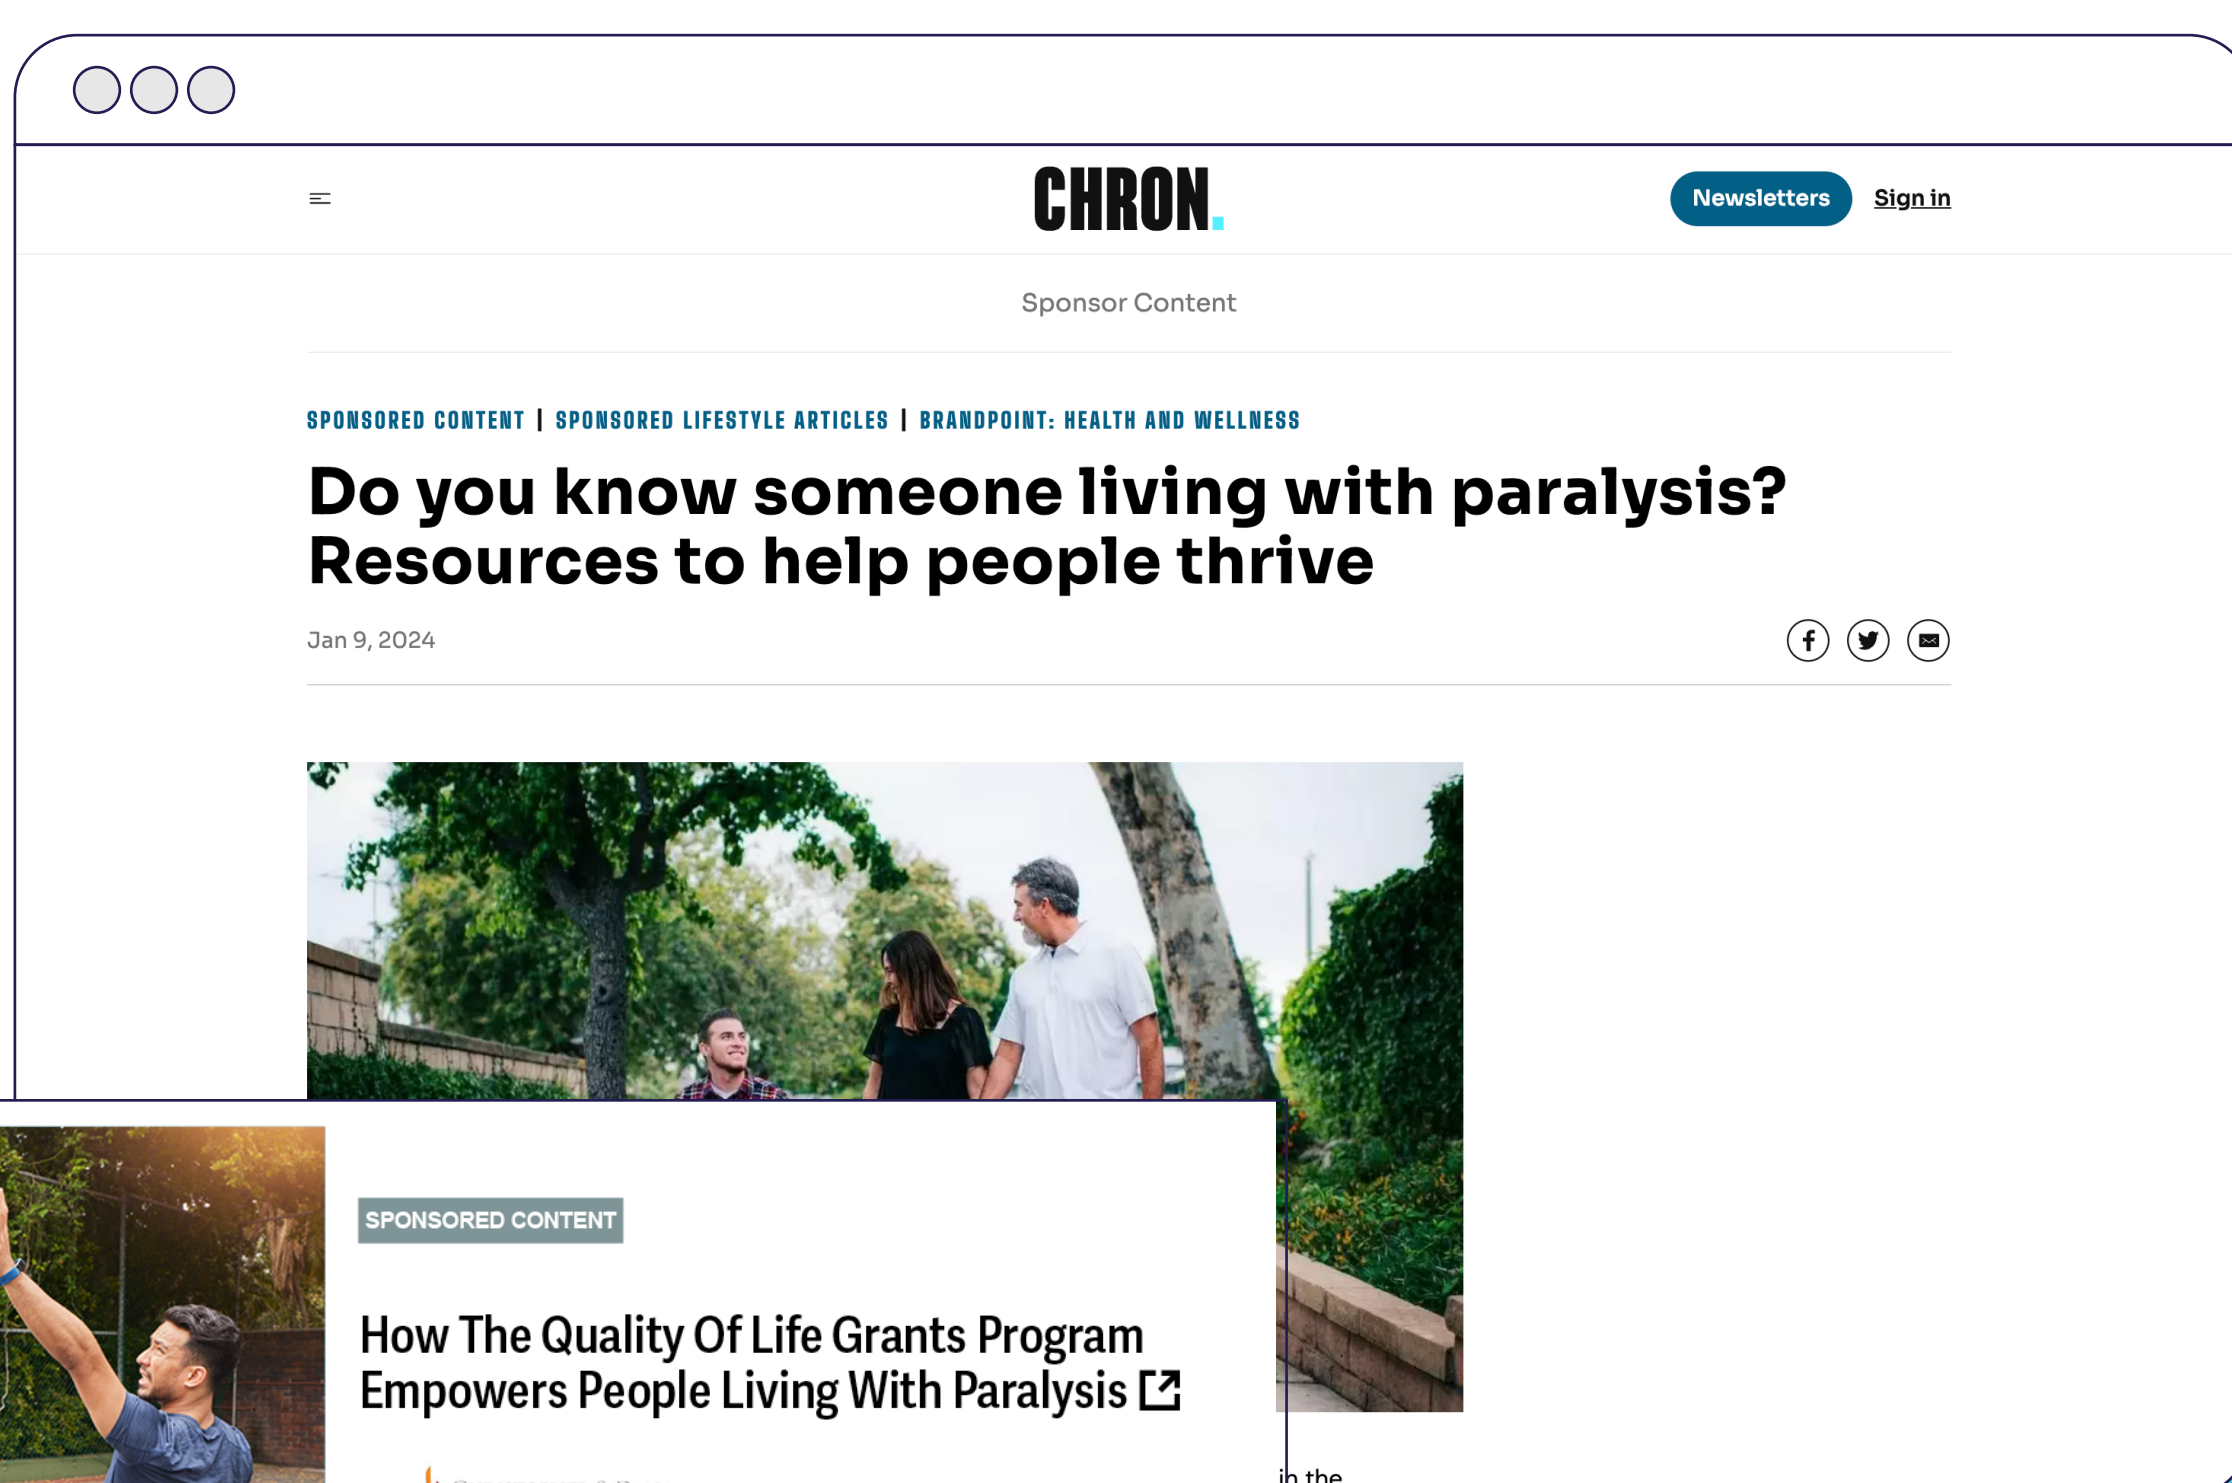 CHRON.
Newsletters
Sign in
Sponsor Content
SPONSORED CONTENT | SPONSORED LIFESTYLE ARTICLES | BRANDPOINT: HEALTH AND WELLNESS
Do you know someone living with paralysis?
Resources to help people thrive
Jan 9, 2024
SPONSORED CONTENT
How The Quality Of Life Grants Program
Empowers People Living With Paralysis
in the